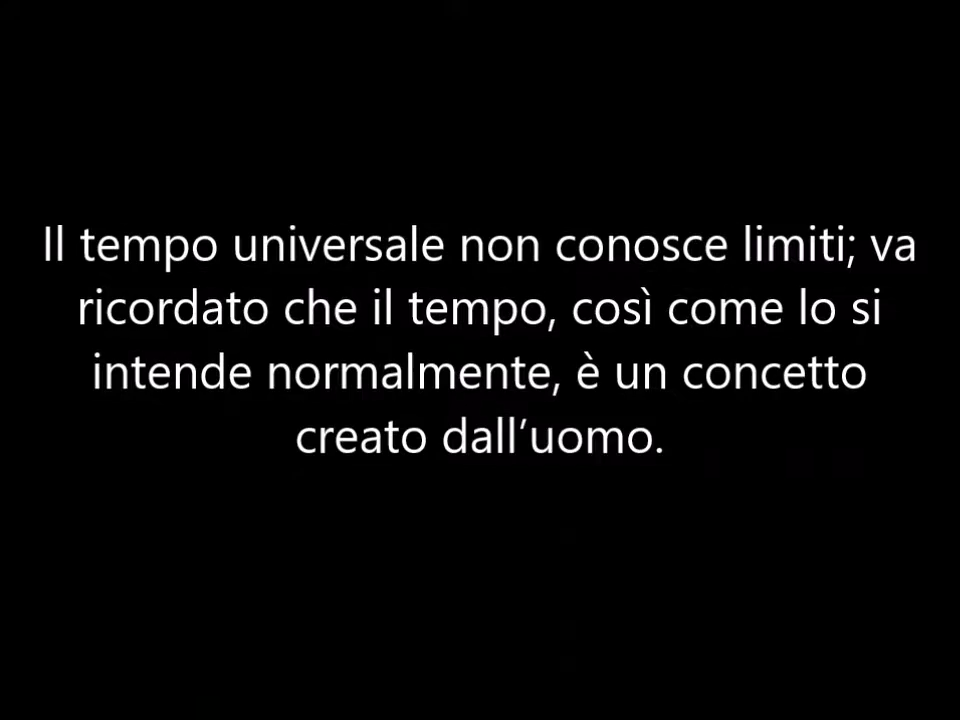 Il tempo universale non conosce limiti; va
ricordato che il tempo, così come lo si
intende normalmente, è un concetto
creato dall’uomo.